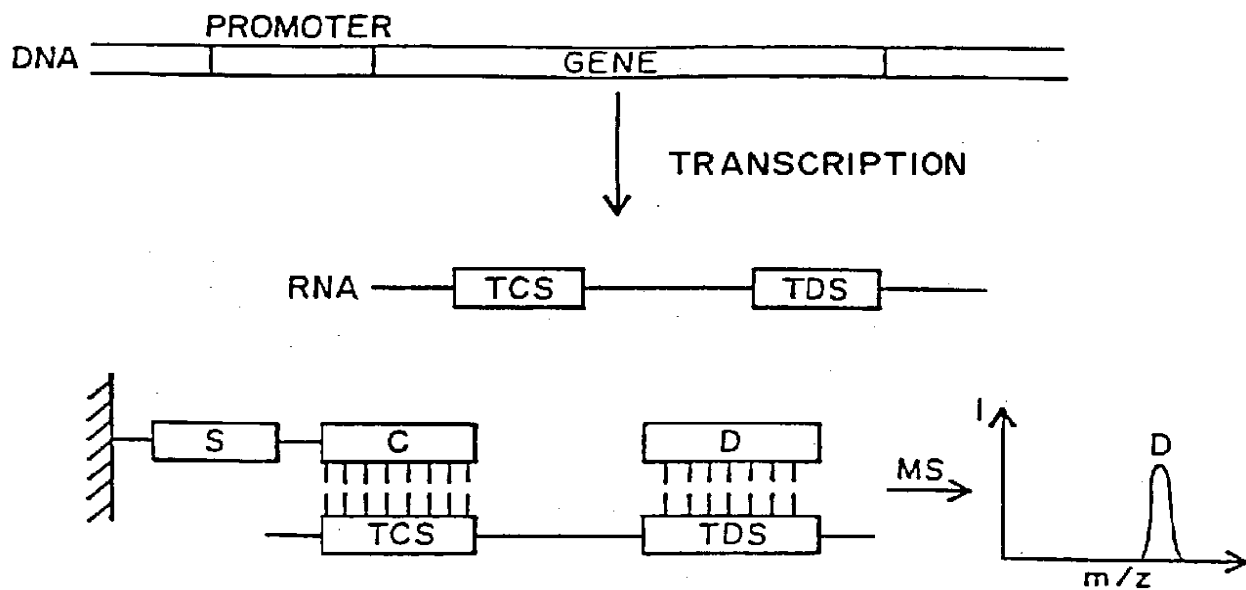 PROMOTER
DNA GENE
TRANSCRIPTION
RNA TCS TDS
S C D
TCS TDS
MS
I D
m/z